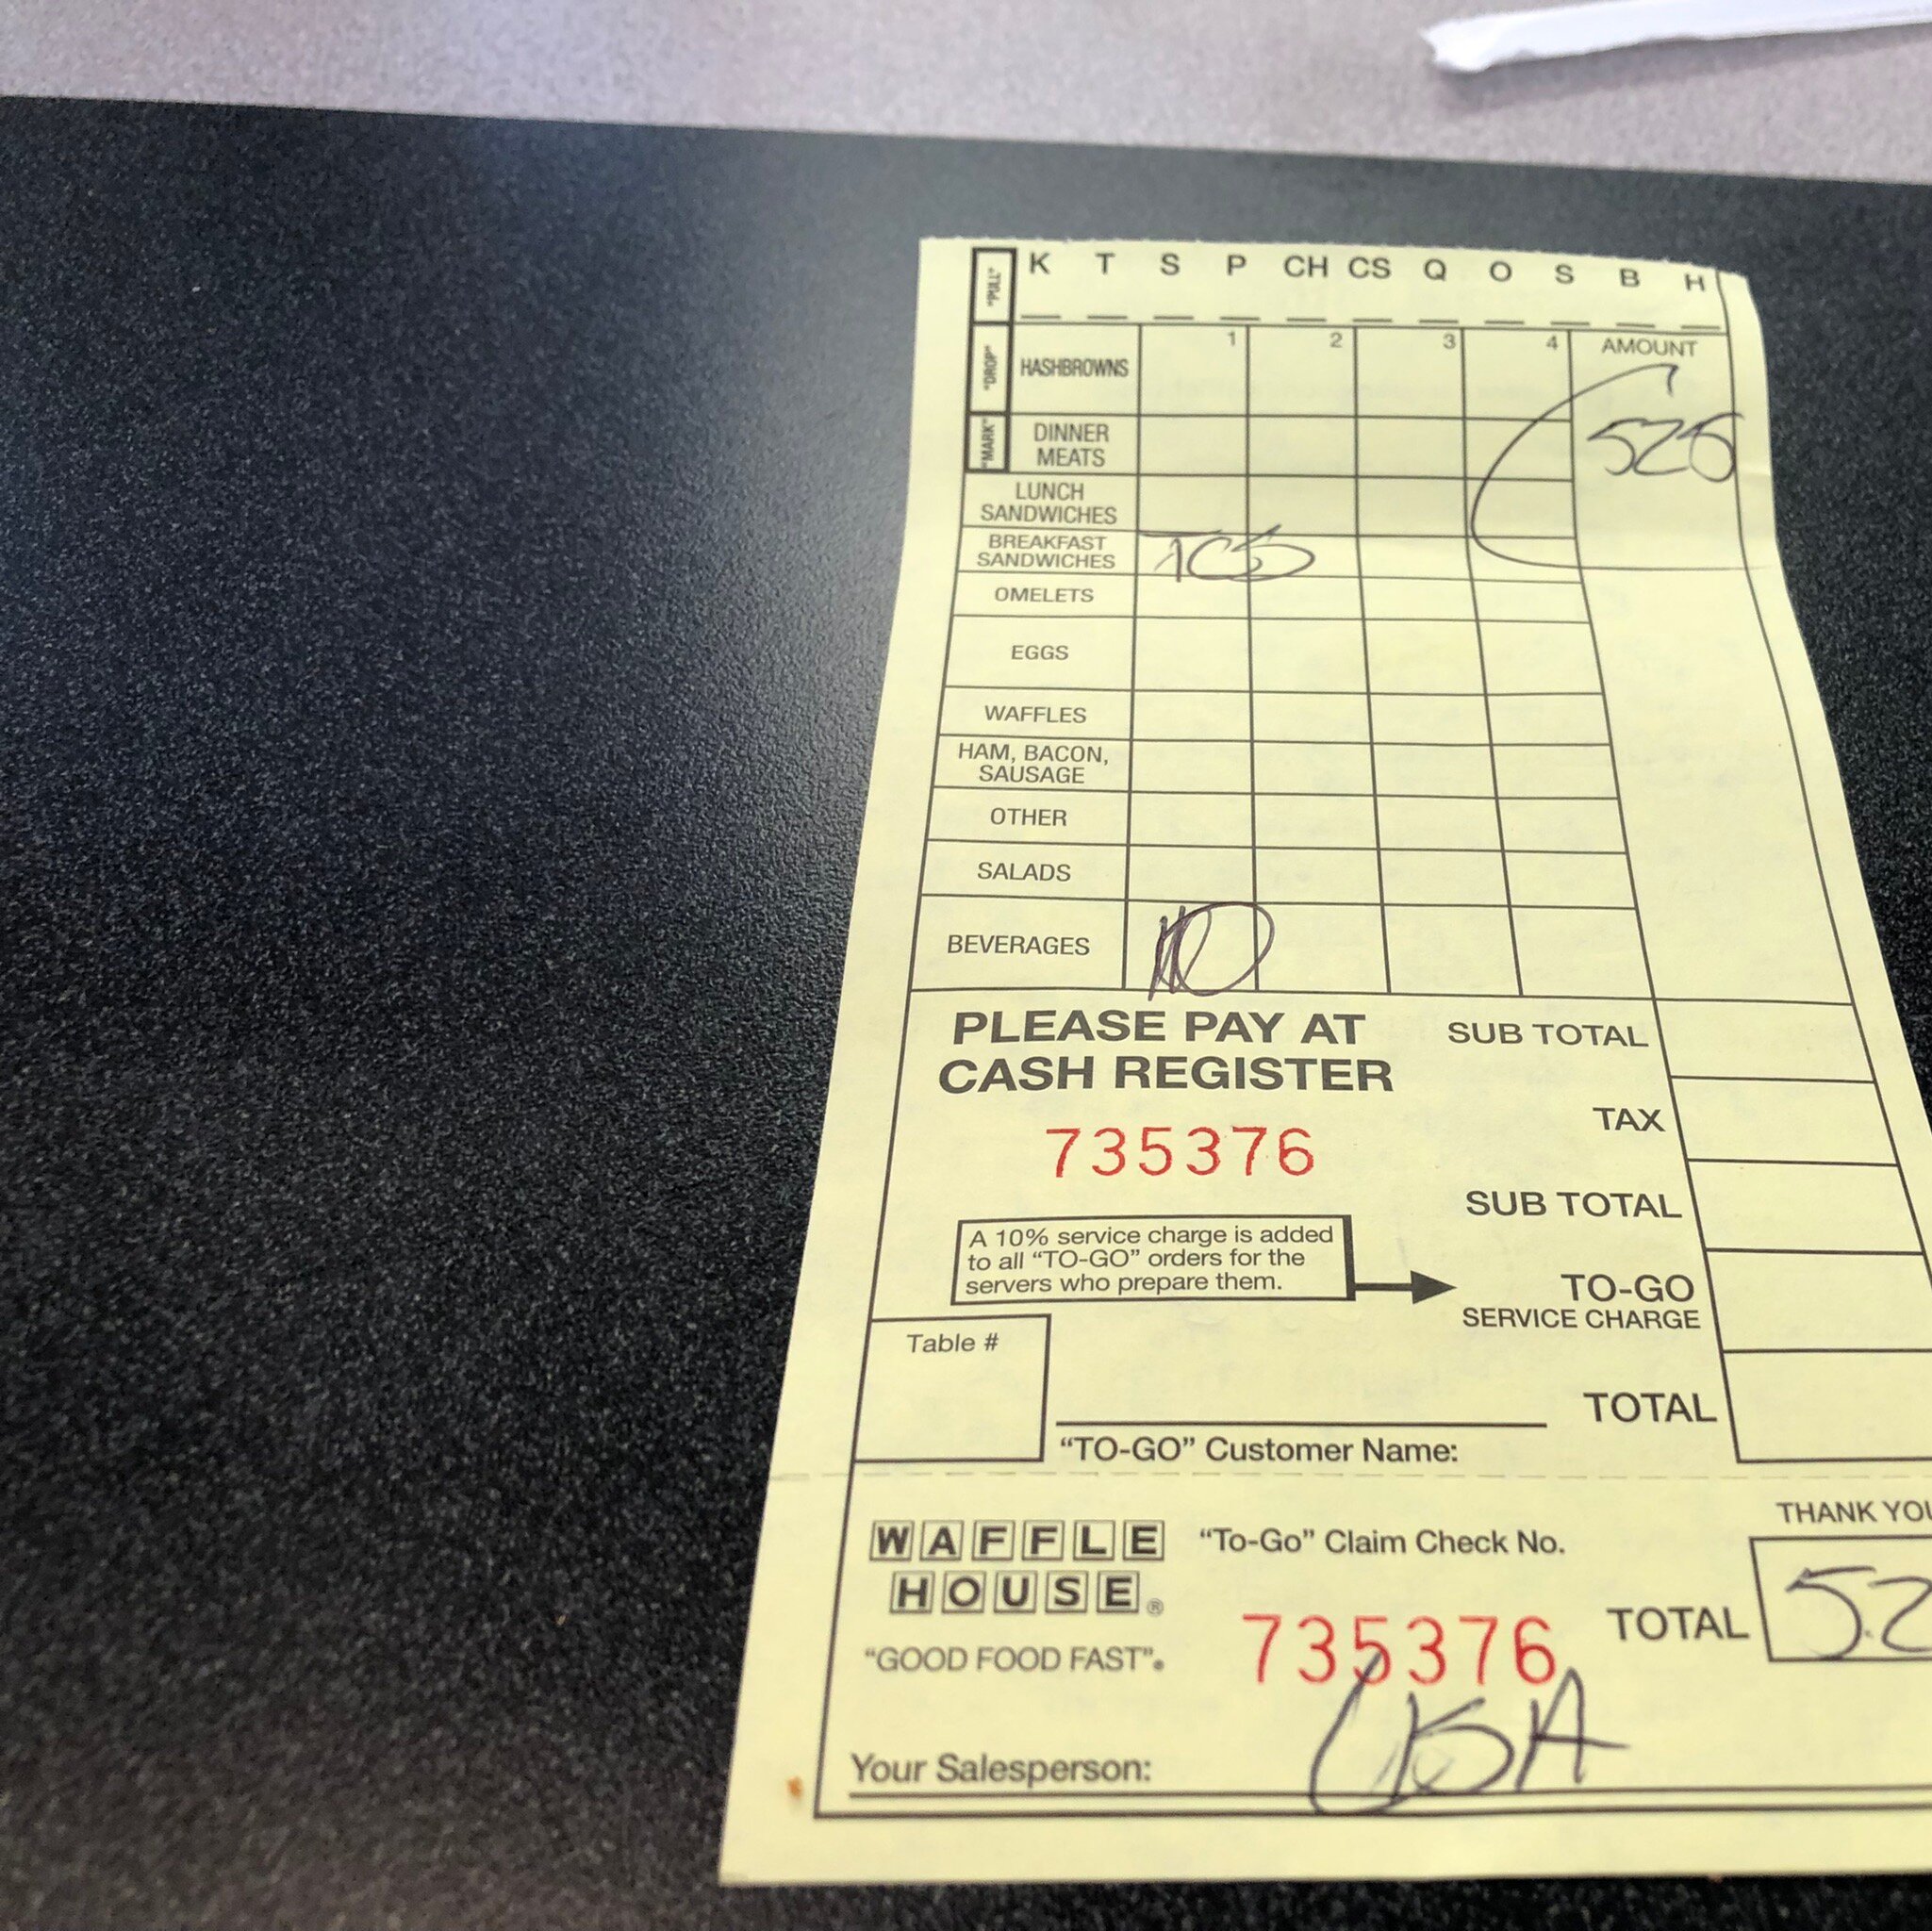 "PULL" K T S P CH CS Q O S B H
"DROP" HASHBROWNS 1 2 3 4 AMOUNT
"MARK" DINNER
MEATS 526
LUNCH
SANDWICHES
BREAKFAST
SANDWICHES TCS
OMELETS
EGGS
WAFFLES
HAM, BACON,
SAUSAGE
OTHER
SALADS
BEVERAGES
PLEASE PAY AT
CASH REGISTER
SUB TOTAL
TAX
735376
SUB TOTAL
A 10% service charge is added
to all “TO-GO” orders for the
servers who prepare them.
TO-GO
SERVICE CHARGE
Table #
TOTAL
“TO-GO” Customer Name:
THANK YOU
WAFFLE
HOUSE®
“To-Go” Claim Check No.
735376
TOTAL 5.2
“GOOD FOOD FAST”®
Your Salesperson: LISA